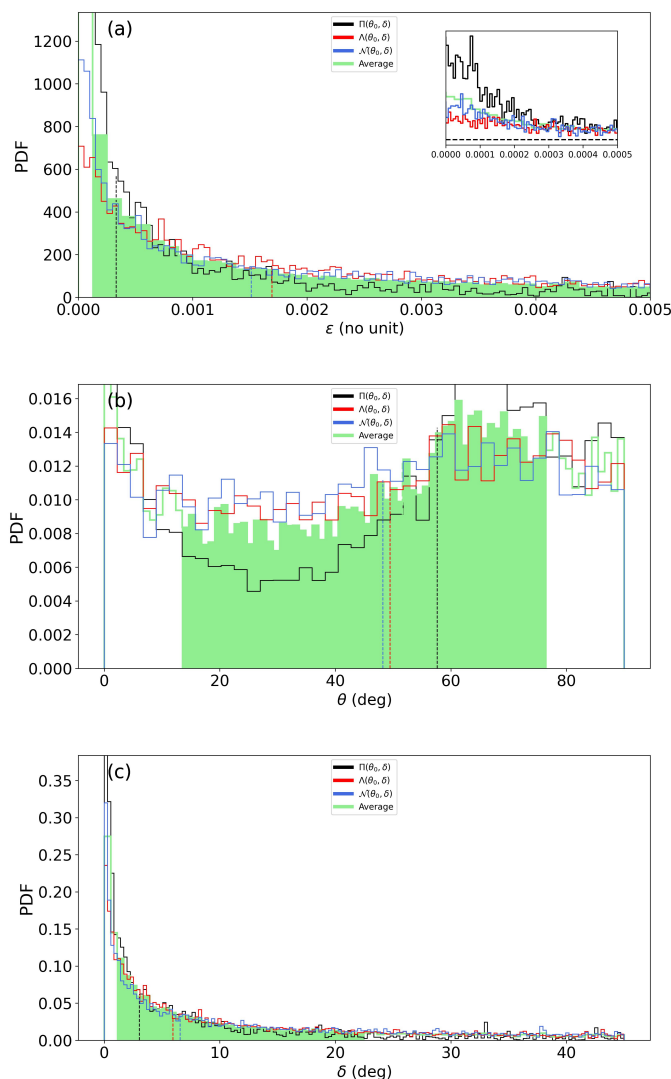 (a)
Π(θ₀, δ)
Λ(θ₀, δ)
𝒩(θ₀, δ)
Average
PDF
1200
1000
800
600
400
200
0
0.0000 0.0001 0.0002 0.0003 0.0004 0.0005
0.000 0.001 0.002 0.003 0.004 0.005
ε (no unit)
(b)
Π(θ₀, δ)
Λ(θ₀, δ)
𝒩(θ₀, δ)
Average
PDF
0.016
0.014
0.012
0.010
0.008
0.006
0.004
0.002
0.000
0 20 40 60 80
θ (deg)
(c)
Π(θ₀, δ)
Λ(θ₀, δ)
𝒩(θ₀, δ)
Average
PDF
0.35
0.30
0.25
0.20
0.15
0.10
0.05
0.00
0 10 20 30 40
δ (deg)